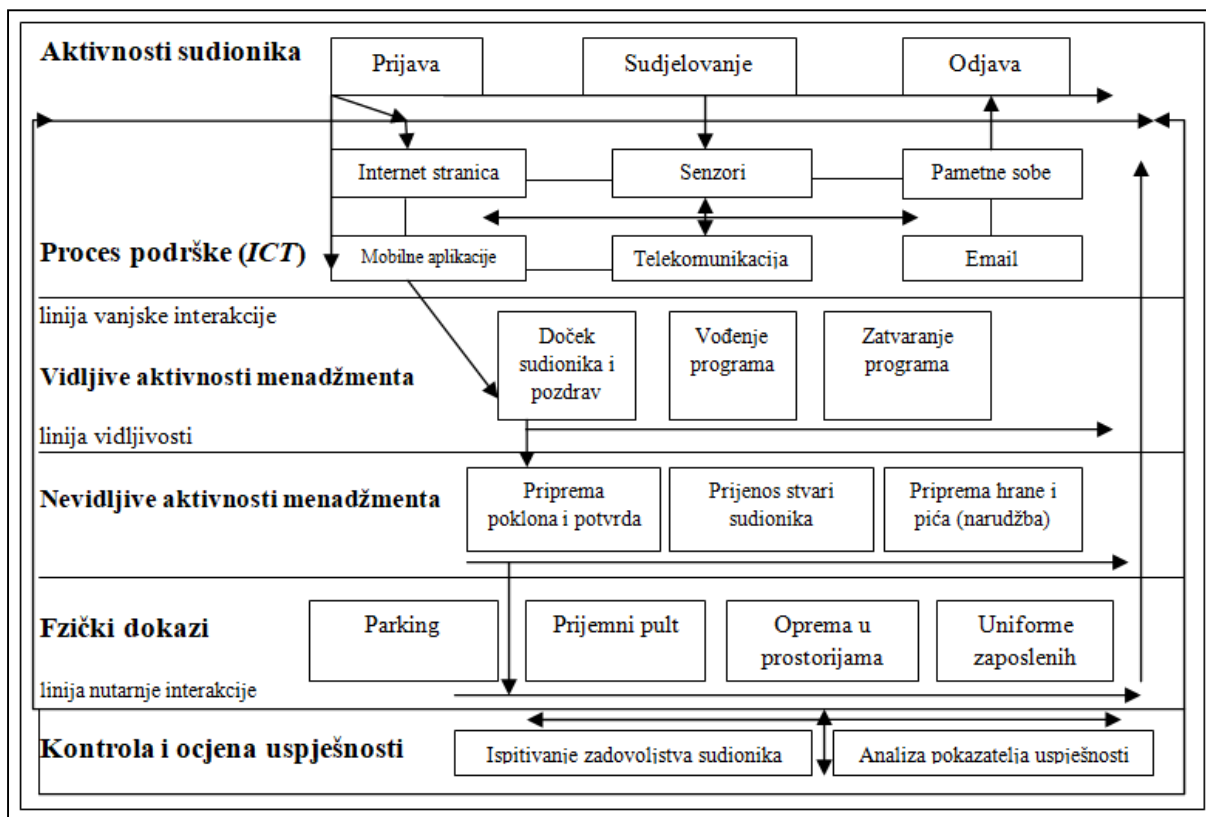 Aktivnosti sudionika
Prijava
Sudjelovanje
Odjava
Internet stranica
Senzori
Pametne sobe
Proces podrške (ICT)
Mobilne aplikacije
Telekomunikacija
Email
linija vanjske interakcije
Vidljive aktivnosti menadžmenta
Doček
sudionika i
pozdrav
Vođenje
programa
Zatvaranje
programa
linija vidljivosti
Nevidljive aktivnosti menadžmenta
Priprema
poklona i potvrda
Prijenos stvari
sudionika
Priprema hrane i
pića (narudžba)
Fzički dokazi
Parking
Prijemni pult
Oprema u
prostorijama
Uniforme
zaposlenih
linija nutarnje interakcije
Kontrola i ocjena uspješnosti
Ispitivanje zadovoljstva sudionika
Analiza pokazatelja uspješnosti